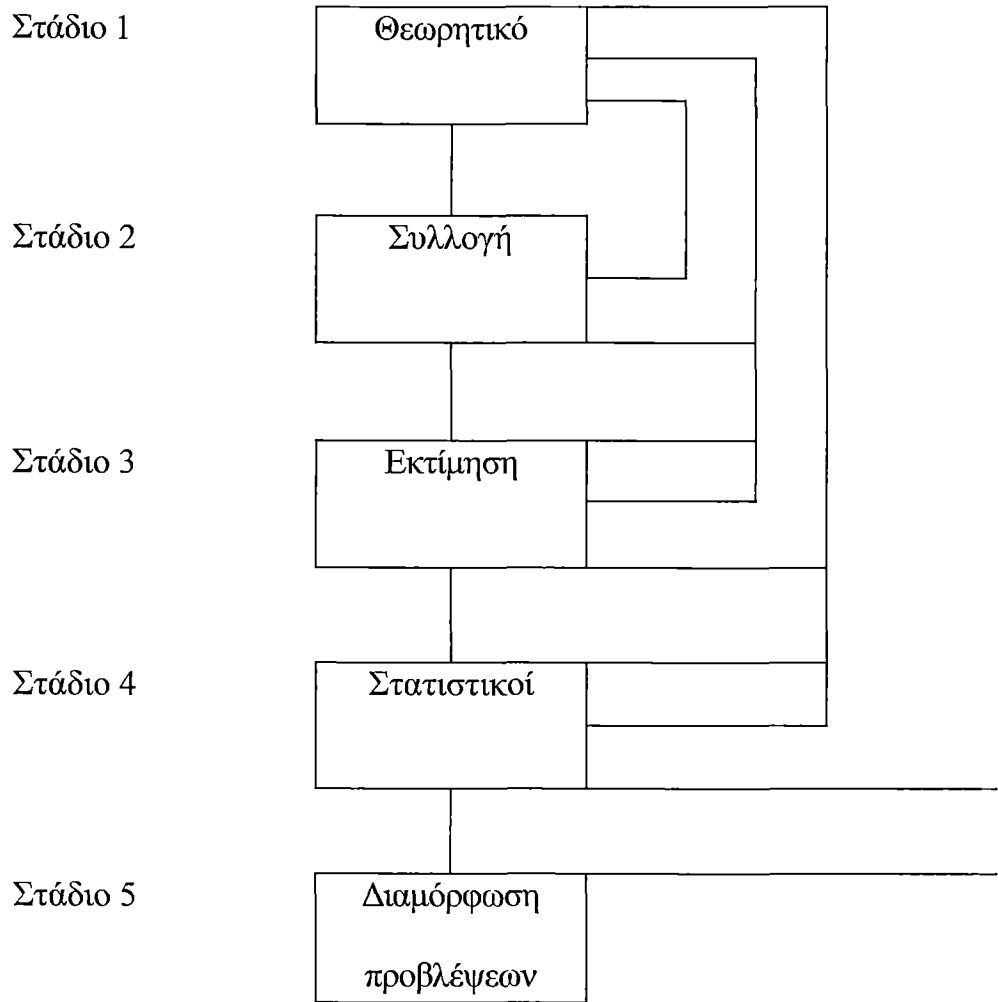 Στάδιο 1 Θεωρητικό
Στάδιο 2 Συλλογή
Στάδιο 3 Εκτίμηση
Στάδιο 4 Στατιστικοί
Στάδιο 5 Διαμόρφωση
προβλέψεων